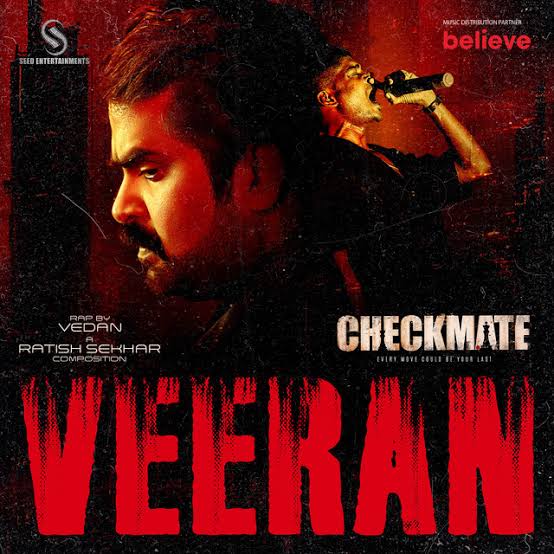 S
SEED ENTERTAINMENTS
MUSIC DISTRIBUTION PARTNER
believe
RAP BY
VEDAN
A
RATISH SEKHAR
COMPOSITION
CHECKMATE
EVERY MOVE COULD BE YOUR LAST
VEERAN